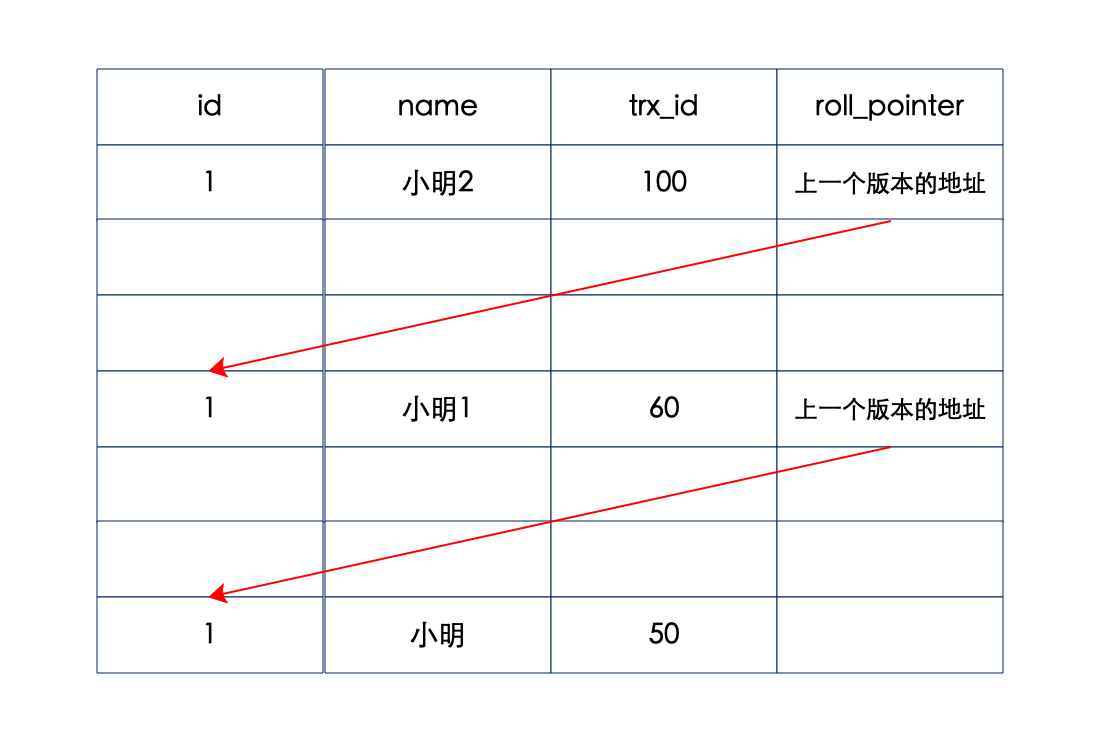 id name trx_id roll_pointer
1 小明2 100 上一个版本的地址
1 小明1 60 上一个版本的地址
1 小明 50